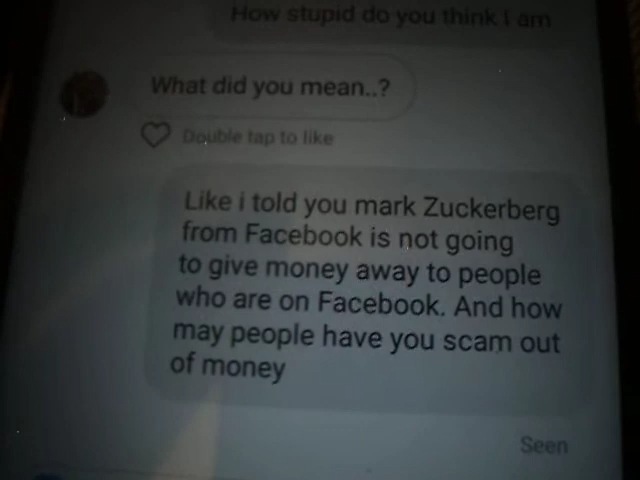 How stupid do you think I am
What did you mean..?
Double tap to like
Like i told you mark Zuckerberg
from Facebook is not going
to give money away to people
who are on Facebook. And how
may people have you scam out
of money
Seen